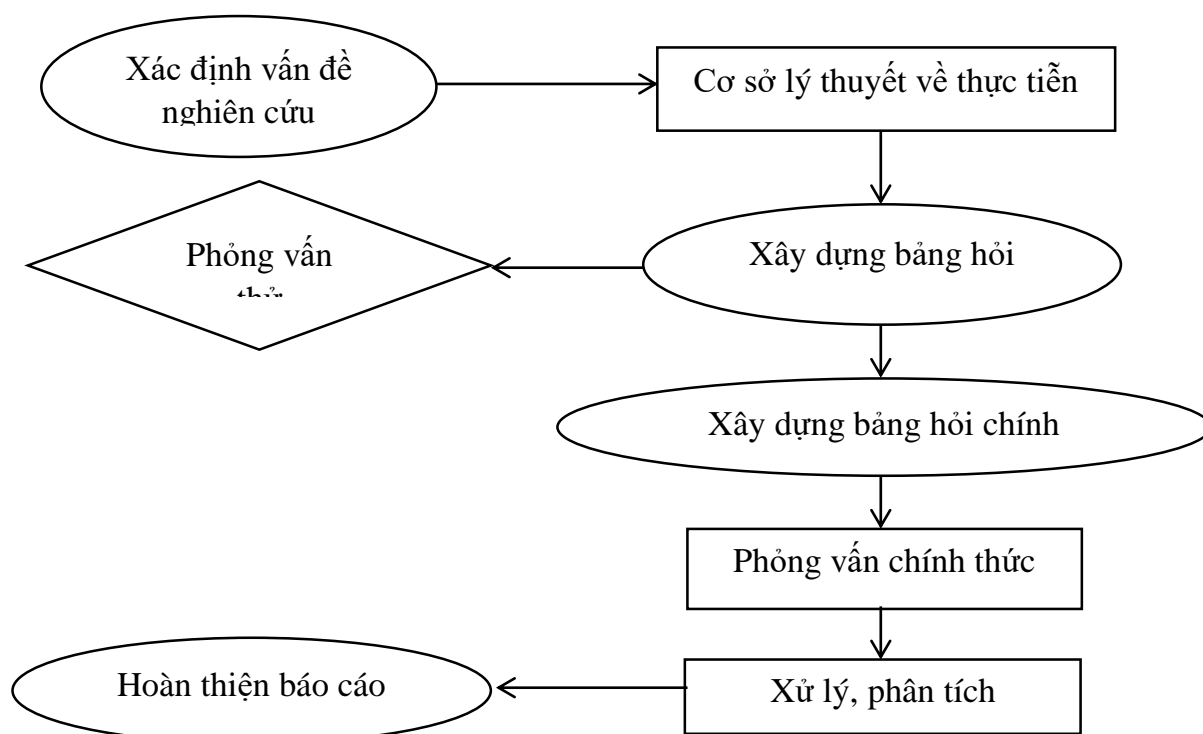 Xác định vấn đề
nghiên cứu
Cơ sở lý thuyết về thực tiễn
Phỏng vấn
thử
Xây dựng bảng hỏi
Xây dựng bảng hỏi chính
Phỏng vấn chính thức
Hoàn thiện báo cáo
Xử lý, phân tích